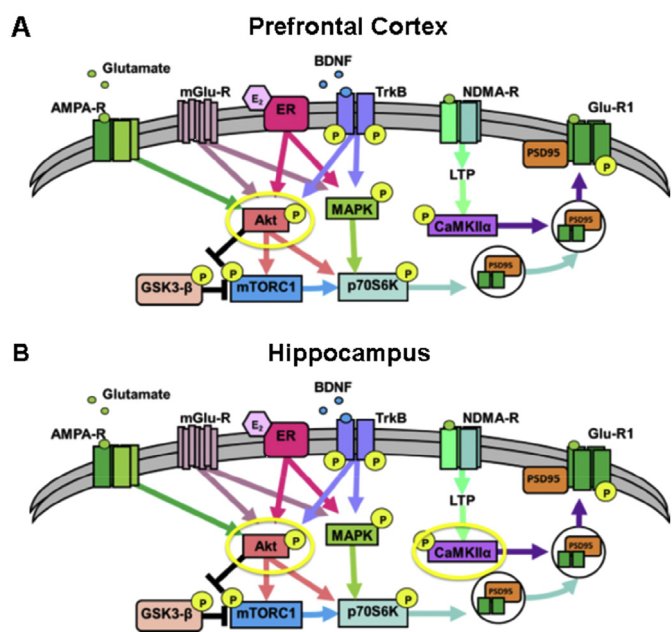 A
Prefrontal Cortex
Glutamate
BDNF
AMPA-R
mGlu-R
E2
ER
TrkB
NDMA-R
Glu-R1
P
P
PSD95
P
LTP
Akt
P
MAPK
P
P
CaMKIIα
PSD95
GSK3-β
P
P
mTORC1
p70S6K
P
PSD95
B
Hippocampus
Glutamate
BDNF
AMPA-R
mGlu-R
E2
ER
TrkB
NDMA-R
Glu-R1
P
P
PSD95
P
LTP
Akt
P
MAPK
P
P
CaMKIIα
PSD95
GSK3-β
P
P
mTORC1
p70S6K
P
PSD95